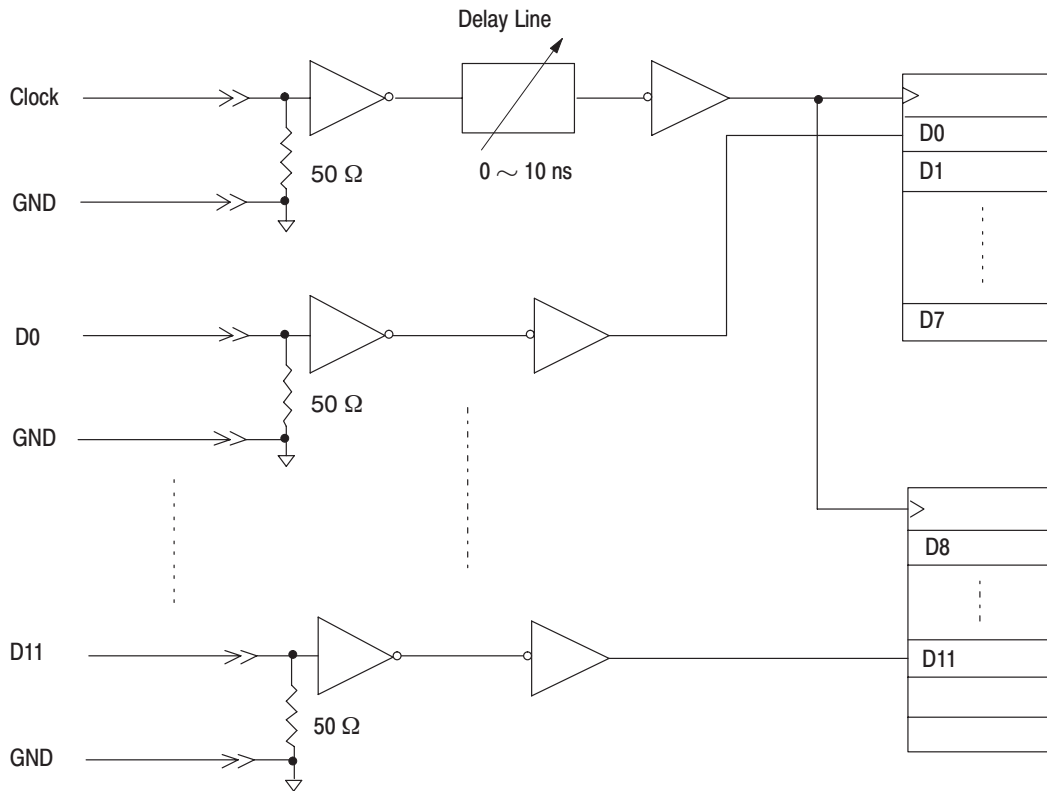 Delay Line
Clock
50 Ω
0 ∼ 10 ns
D0
D1
GND
D7
D0
50 Ω
GND
D8
D11
D11
50 Ω
GND